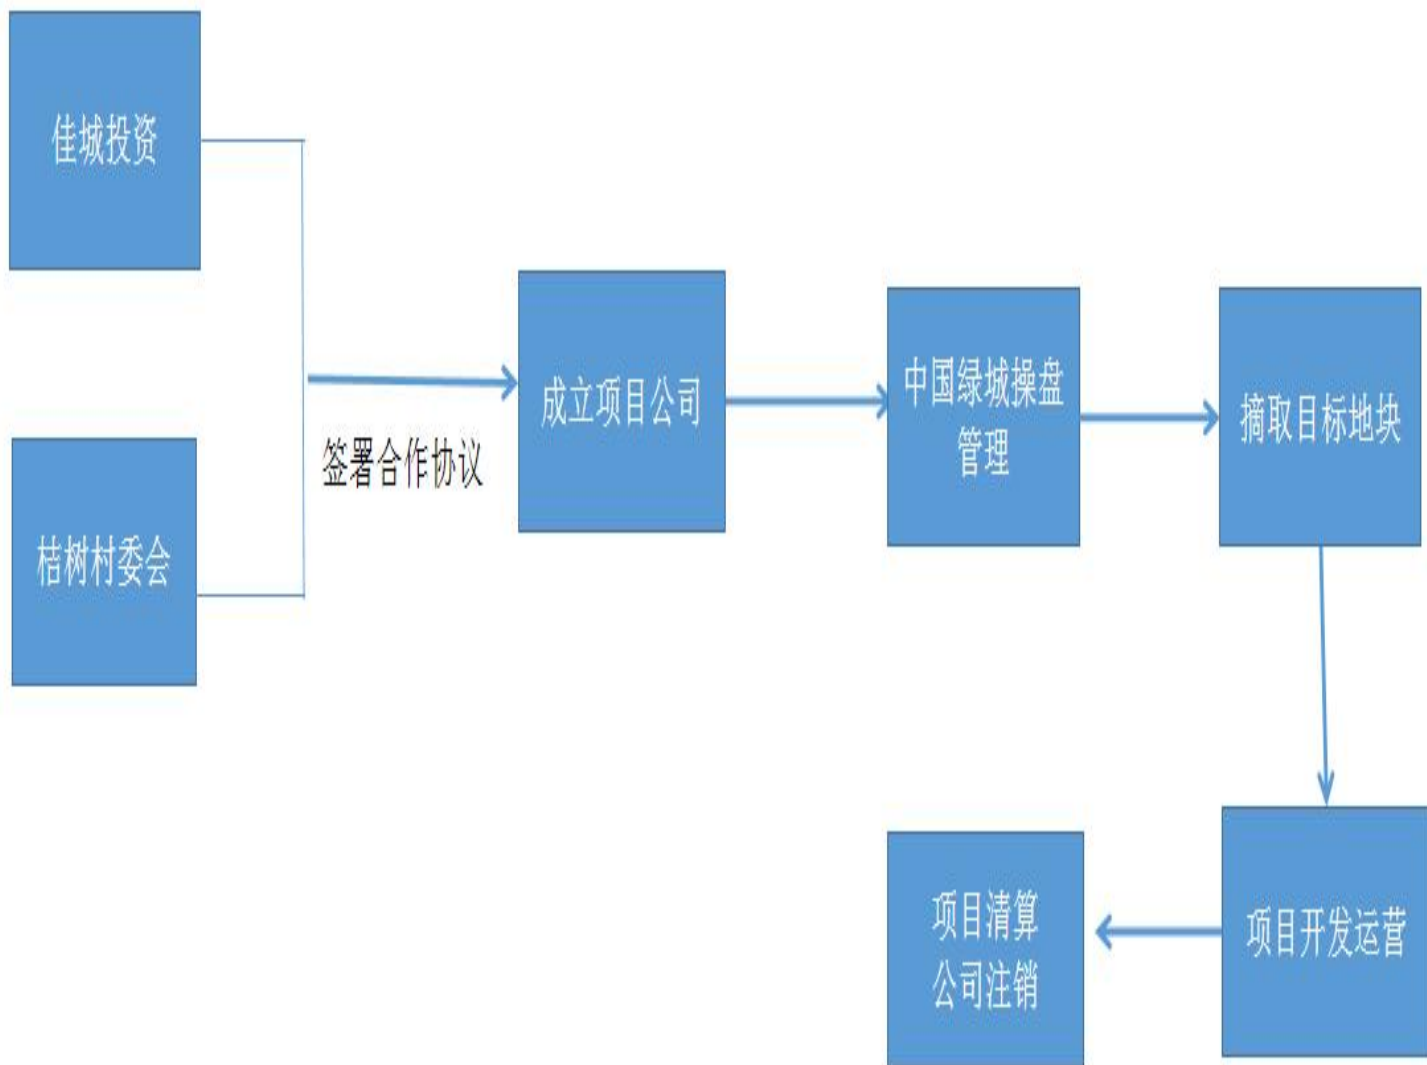 佳城投资
桔树村委会
签署合作协议
成立项目公司
中国绿城操盘
管理
摘取目标地块
项目开发运营
项目清算
公司注销